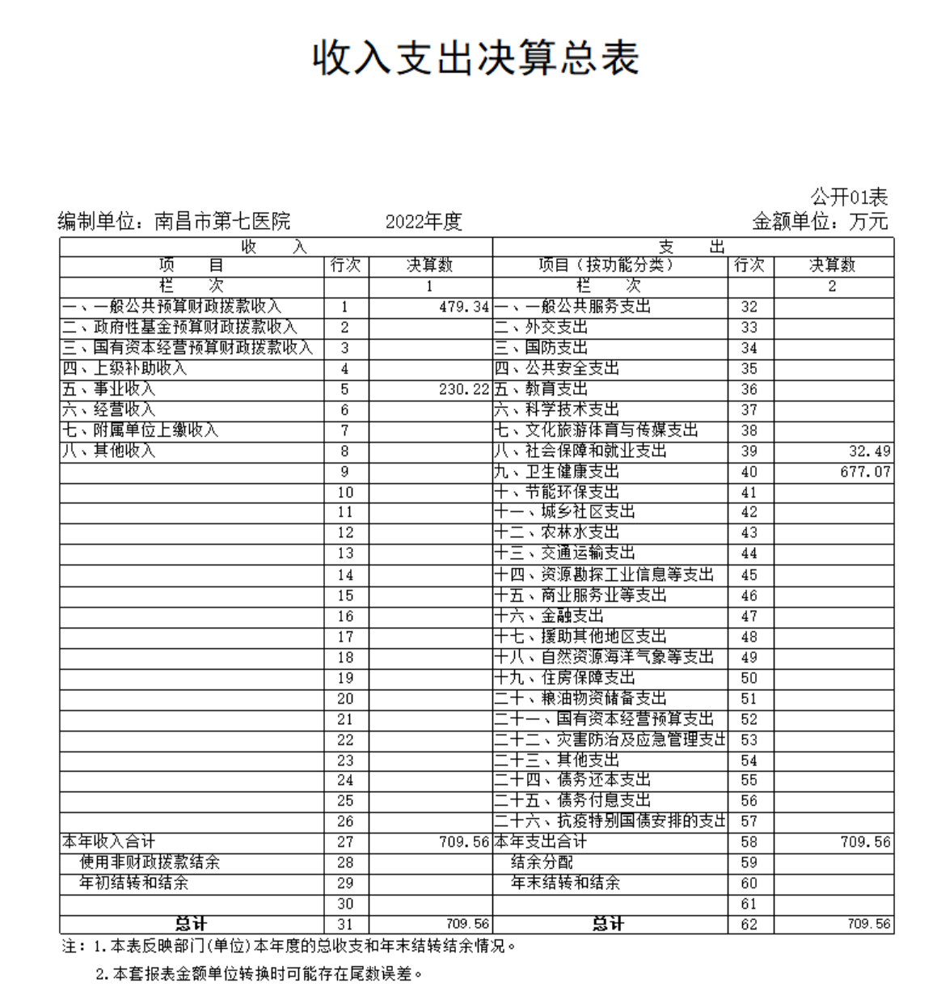 收入支出决算总表
公开01表
编制单位：南昌市第七医院 2022年度 金额单位：万元
收 入 支 出
项 目 行次 决算数 项目（按功能分类） 行次 决算数
栏 次 1 栏 次 2
一、一般公共预算财政拨款收入 1 479.34 一、一般公共服务支出 32
二、政府性基金预算财政拨款收入 2 二、外交支出 33
三、国有资本经营预算财政拨款收入 3 三、国防支出 34
四、上级补助收入 4 四、公共安全支出 35
五、事业收入 5 230.22 五、教育支出 36
六、经营收入 6 六、科学技术支出 37
七、附属单位上缴收入 7 七、文化旅游体育与传媒支出 38
八、其他收入 8 八、社会保障和就业支出 39 32.49
9 九、卫生健康支出 40 677.07
10 十、节能环保支出 41
11 十一、城乡社区支出 42
12 十二、农林水支出 43
13 十三、交通运输支出 44
14 十四、资源勘探工业信息等支出 45
15 十五、商业服务业等支出 46
16 十六、金融支出 47
17 十七、援助其他地区支出 48
18 十八、自然资源海洋气象等支出 49
19 十九、住房保障支出 50
20 二十、粮油物资储备支出 51
21 二十一、国有资本经营预算支出 52
22 二十二、灾害防治及应急管理支出 53
23 二十三、其他支出 54
24 二十四、债务还本支出 55
25 二十五、债务付息支出 56
26 二十六、抗疫特别国债安排的支出 57
本年收入合计 27 709.56 本年支出合计 58 709.56
使用非财政拨款结余 28 结余分配 59
年初结转和结余 29 年末结转和结余 60
30 61
总计 31 709.56 总计 62 709.56
注：1.本表反映部门(单位)本年度的总收支和年末结转结余情况。
2.本套报表金额单位转换时可能存在尾数误差。